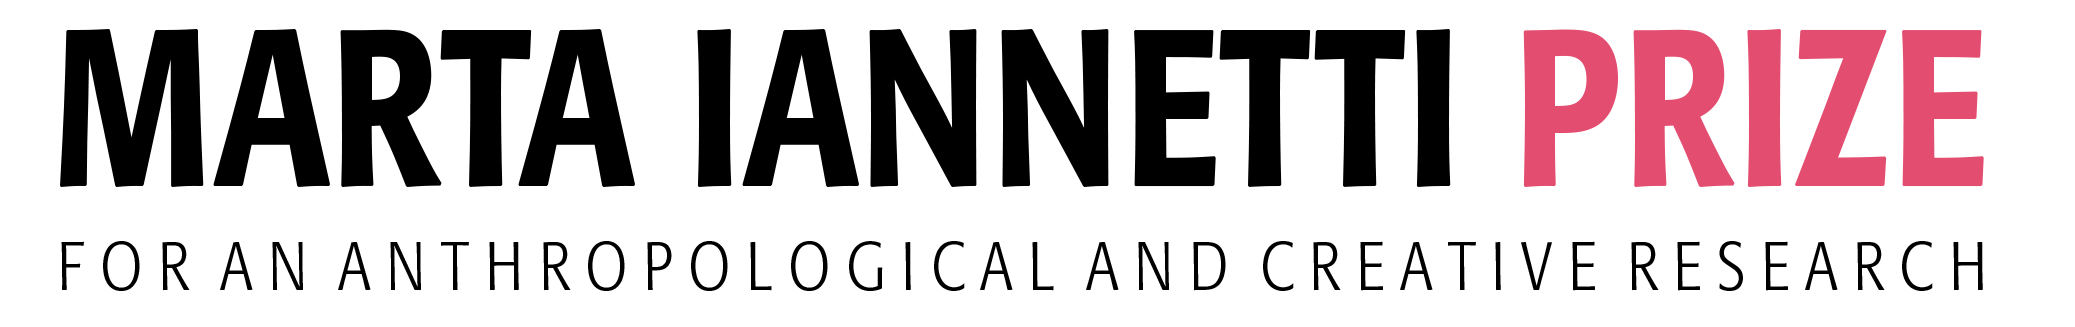 MARTA IANNETTI PRIZE
FOR AN ANTHROPOLOGICAL AND CREATIVE RESEARCH